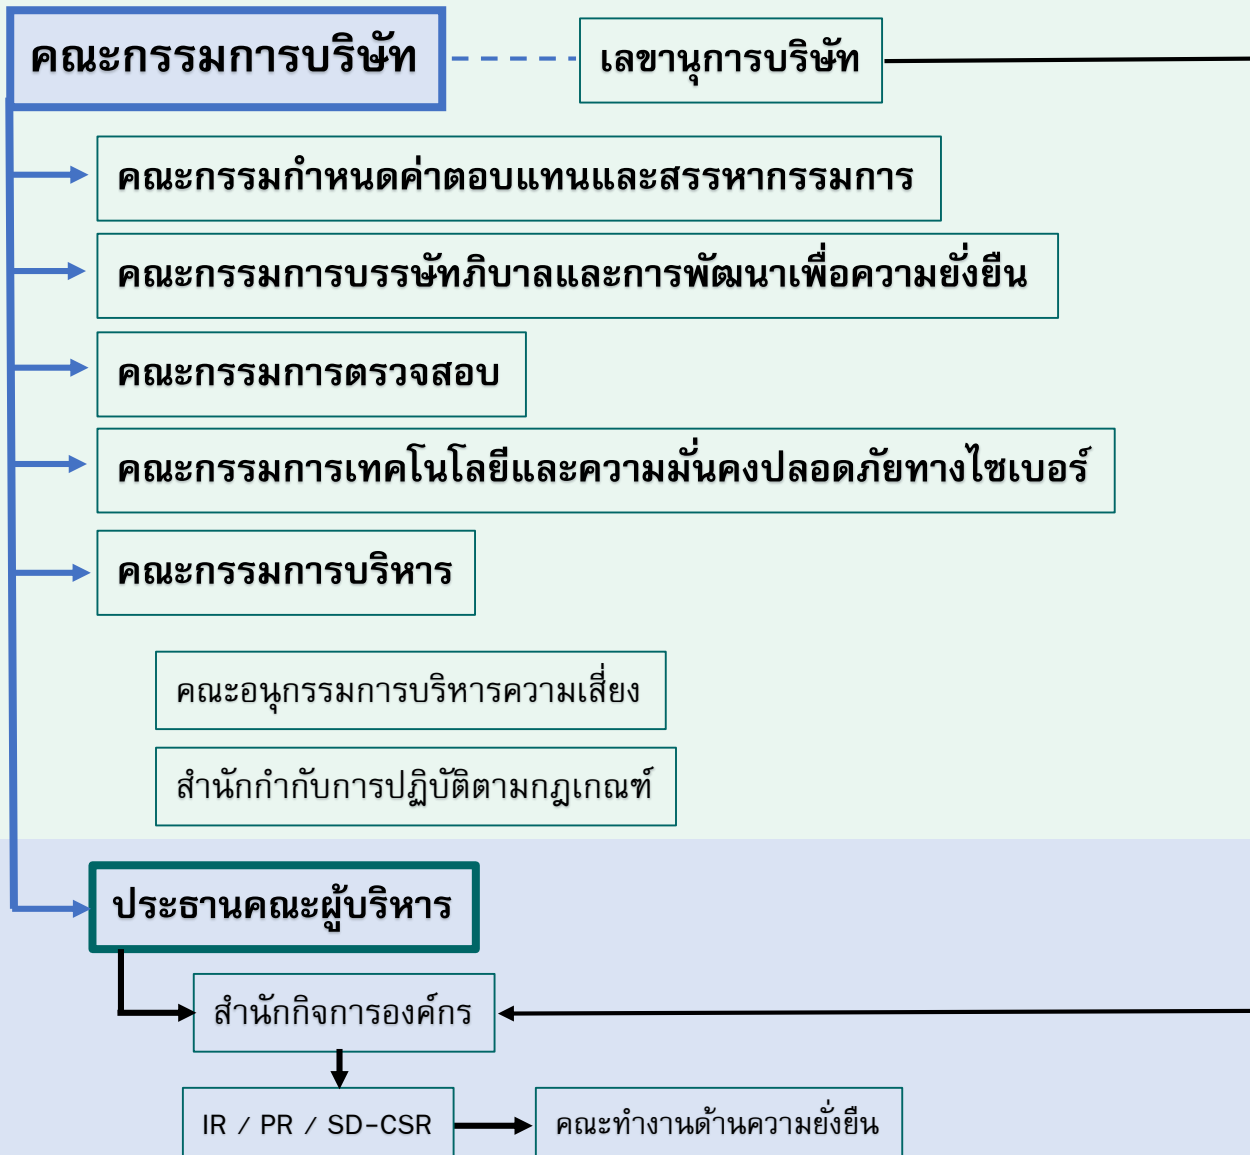 คณะกรรมการบริษัท
เลขานุการบริษัท
คณะกรรมกำหนดค่าตอบแทนและสรรหากรรมการ
คณะกรรมการบรรษัทภิบาลและการพัฒนาเพื่อความยั่งยืน
คณะกรรมการตรวจสอบ
คณะกรรมการเทคโนโลยีและความมั่นคงปลอดภัยทางไซเบอร์
คณะกรรมการบริหาร
คณะอนุกรรมการบริหารความเสี่ยง
สำนักกำกับการปฏิบัติตามกฎเกณฑ์
ประธานคณะผู้บริหาร
สำนักกิจการองค์กร
IR / PR / SD-CSR
คณะทำงานด้านความยั่งยืน